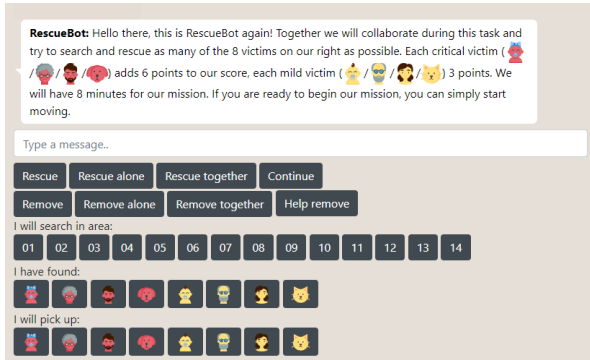 RescueBot: Hello there, this is RescueBot again! Together we will collaborate during this task and
try to search and rescue as many of the 8 victims on our right as possible. Each critical victim (
/ / / ) adds 6 points to our score, each mild victim ( / / / ) 3 points. We
will have 8 minutes for our mission. If you are ready to begin our mission, you can simply start
moving.
Type a message..
Rescue Rescue alone Rescue together Continue
Remove Remove alone Remove together Help remove
I will search in area:
01 02 03 04 05 06 07 08 09 10 11 12 13 14
I have found:
I will pick up: